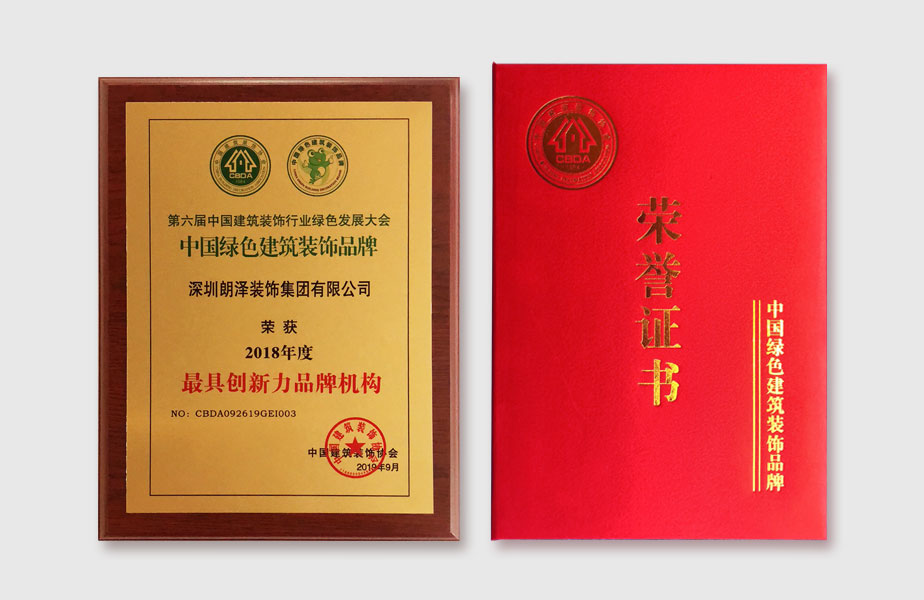 CBDA
第六届中国建筑装饰行业绿色发展大会
中国绿色建筑装饰品牌
深圳朗泽装饰集团有限公司
荣获
2018年度
最具创新力品牌机构
NO: CBDA092619GEI003
中国建筑装饰协会
2019年9月
CBDA
荣誉证书
中国绿色建筑装饰品牌